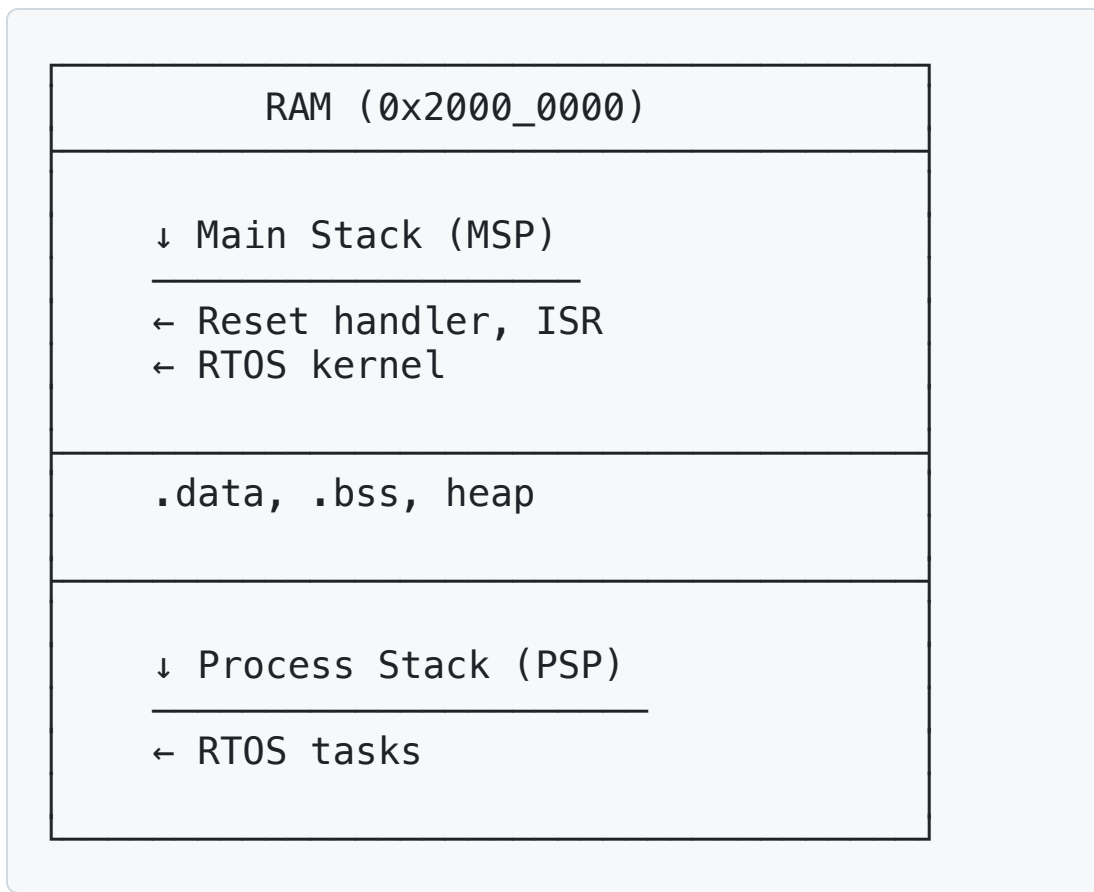 RAM (0x2000_0000)
↓ Main Stack (MSP)
← Reset handler, ISR
← RTOS kernel
.data, .bss, heap
↓ Process Stack (PSP)
← RTOS tasks